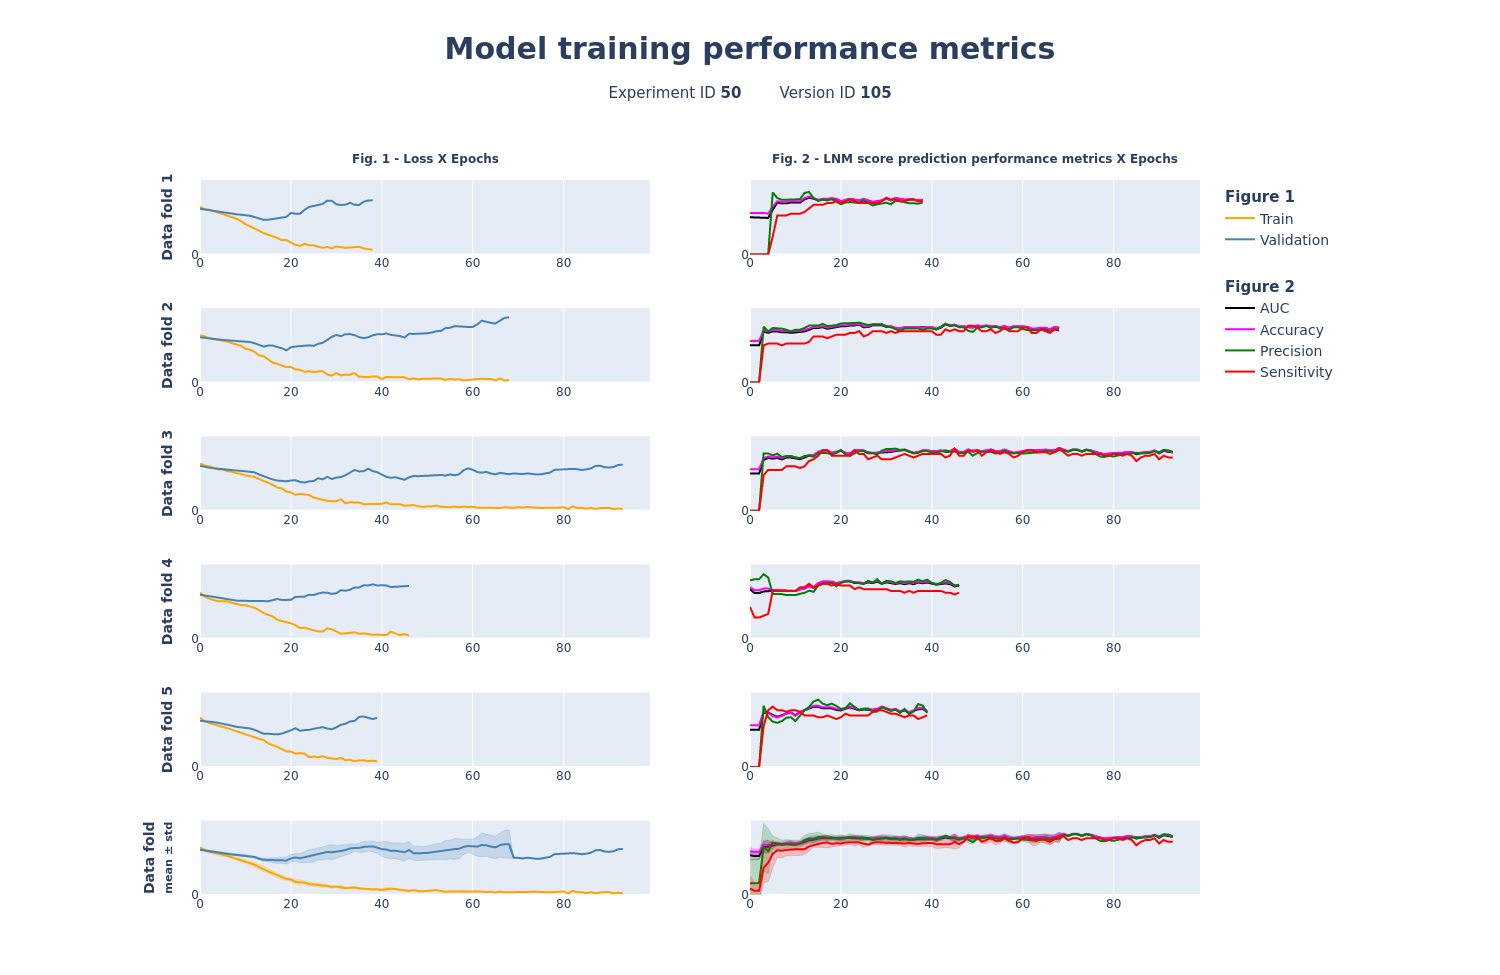 Model training performance metrics
Experiment ID 50 Version ID 105
Fig. 1 - Loss X Epochs
Fig. 2 - LNM score prediction performance metrics X Epochs
Data fold 1
0
0 20 40 60 80
0
0 20 40 60 80
Figure 1
Train
Validation
Figure 2
AUC
Accuracy
Precision
Sensitivity
Data fold 2
0
0 20 40 60 80
0
0 20 40 60 80
Data fold 3
0
0 20 40 60 80
0
0 20 40 60 80
Data fold 4
0
0 20 40 60 80
0
0 20 40 60 80
Data fold 5
0
0 20 40 60 80
0
0 20 40 60 80
Data fold
mean ± std
0
0 20 40 60 80
0
0 20 40 60 80